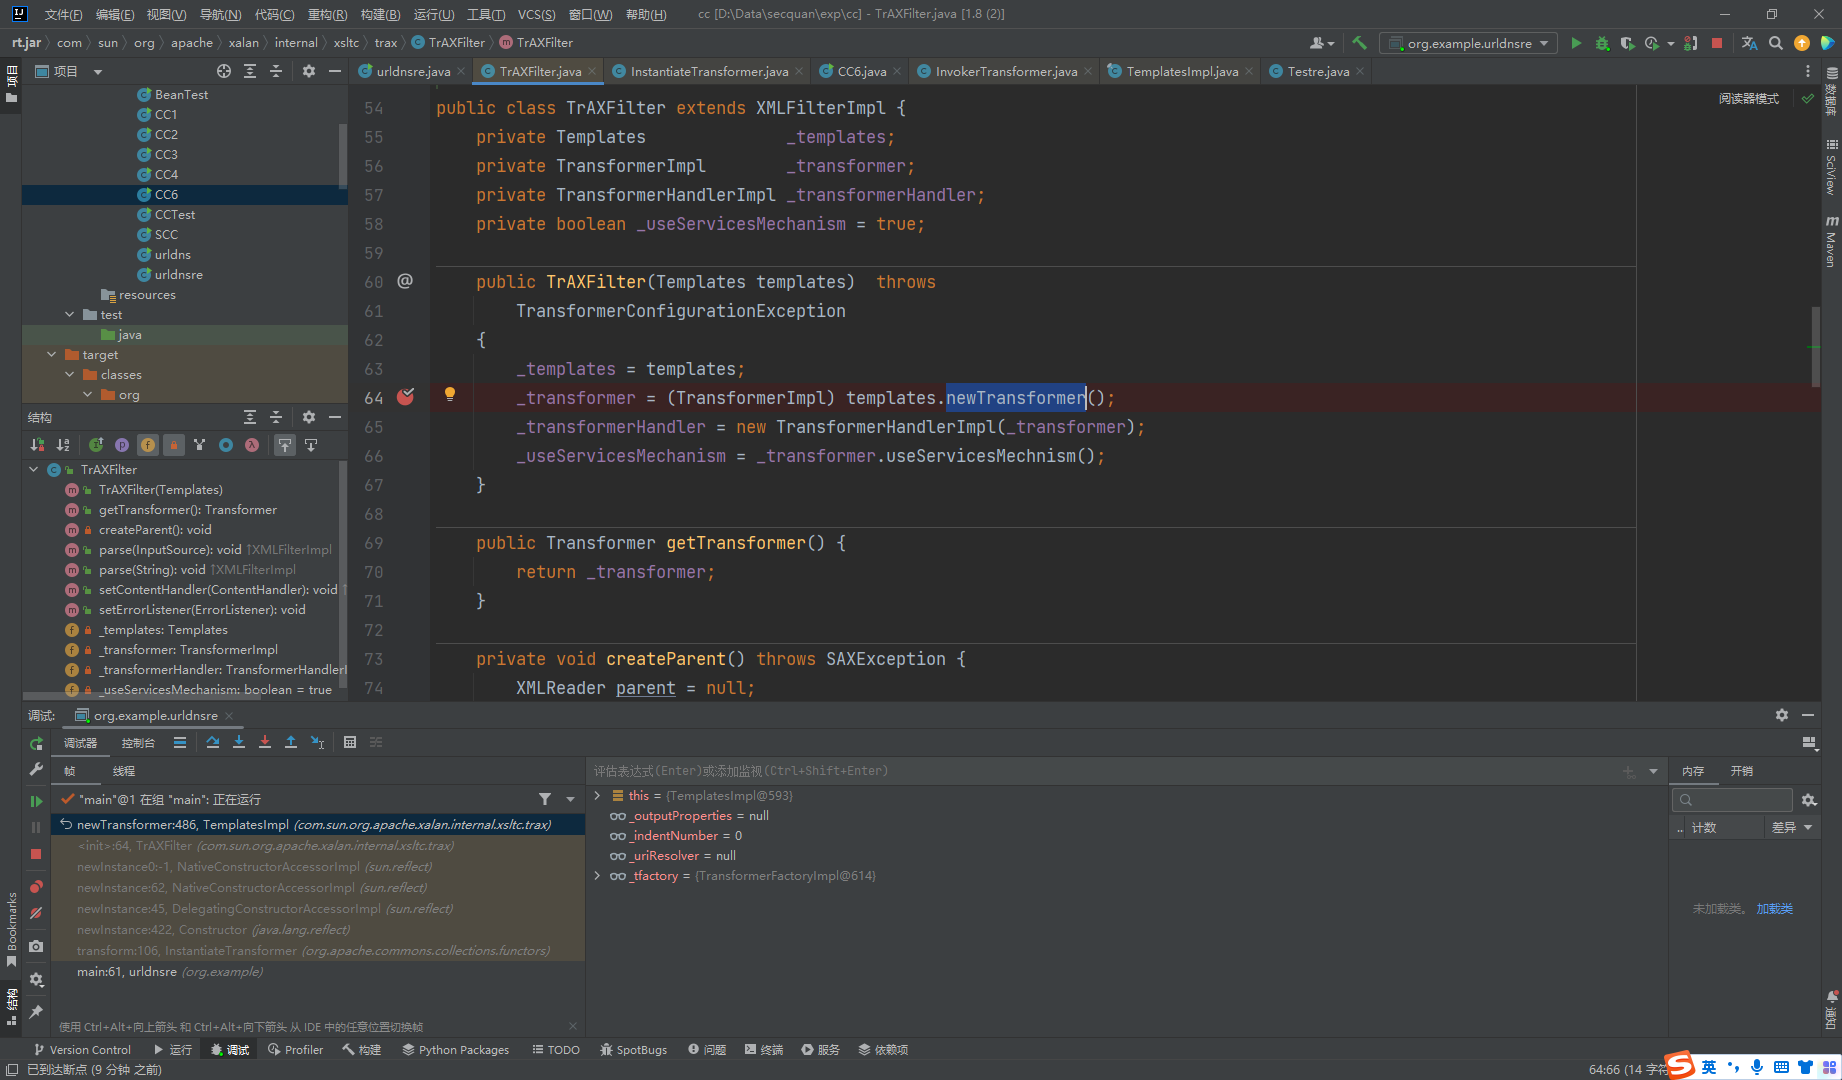 文件(F) 编辑(E) 视图(V) 导航(N) 代码(C) 重构(R) 构建(B) 运行(U) 工具(T) VCS(S) 窗口(W) 帮助(H) cc [D:\Data\secquan\exp\cc] - TrAXFilter.java [1.8 (2)]
rt.jar com sun org apache xalan internal xsltc trax TrAXFilter TrAXFilter org.example.urldnsre
项目
urldnsre.java TrAXFilter.java InstantiateTransformer.java CC6.java InvokerTransformer.java TemplatesImpl.java Testre.java
BeanTest
CC1
CC2
CC3
CC4
CC6
CCTest
SCC
urldns
urldnsre
resources
test
java
target
classes
org
阅读器模式
54 public class TrAXFilter extends XMLFilterImpl {
55 private Templates _templates;
56 private TransformerImpl _transformer;
57 private TransformerHandlerImpl _transformerHandler;
58 private boolean _useServicesMechanism = true;
59
60 @ public TrAXFilter(Templates templates) throws
61 TransformerConfigurationException
62 {
63 _templates = templates;
64 _transformer = (TransformerImpl) templates.newTransformer();
65 _transformerHandler = new TransformerHandlerImpl(_transformer);
66 _useServicesMechanism = _transformer.useServicesMechnism();
67 }
68
69 public Transformer getTransformer() {
70 return _transformer;
71 }
72
73 private void createParent() throws SAXException {
74 XMLReader parent = null;
结构
TrAXFilter
TrAXFilter(Templates)
getTransformer(): Transformer
createParent(): void
parse(InputSource): void ↑XMLFilterImpl
parse(String): void ↑XMLFilterImpl
setContentHandler(ContentHandler): void ↑
setErrorListener(ErrorListener): void
_templates: Templates
_transformer: TransformerImpl
_transformerHandler: TransformerHandlerI
_useServicesMechanism: boolean = true
项目
数据库
SciView
Maven
通知
Bookmarks
结构
调试: org.example.urldnsre
调试器 控制台
帧 线程
评估表达式(Enter)或添加监视(Ctrl+Shift+Enter)
内存 开销
"main"@1 在组 "main": 正在运行
newTransformer:486, TemplatesImpl (com.sun.org.apache.xalan.internal.xsltc.trax)
<init>:64, TrAXFilter (com.sun.org.apache.xalan.internal.xsltc.trax)
newInstance0:-1, NativeConstructorAccessorImpl (sun.reflect)
newInstance:62, NativeConstructorAccessorImpl (sun.reflect)
newInstance:45, DelegatingConstructorAccessorImpl (sun.reflect)
newInstance:422, Constructor (java.lang.reflect)
transform:106, InstantiateTransformer (org.apache.commons.collections.functors)
main:61, urldnsre (org.example)
this = {TemplatesImpl@593}
_outputProperties = null
_indentNumber = 0
_uriResolver = null
_tfactory = {TransformerFactoryImpl@614}
.. 计数 差异
未加载类。 加载类
使用 Ctrl+Alt+向上箭头 和 Ctrl+Alt+向下箭头 从 IDE 中的任意位置切换帧
Version Control 运行 调试 Profiler 构建 Python Packages TODO SpotBugs 问题 终端 服务 依赖项
已到达断点 (9 分钟 之前)
64:66 (14 字符
英